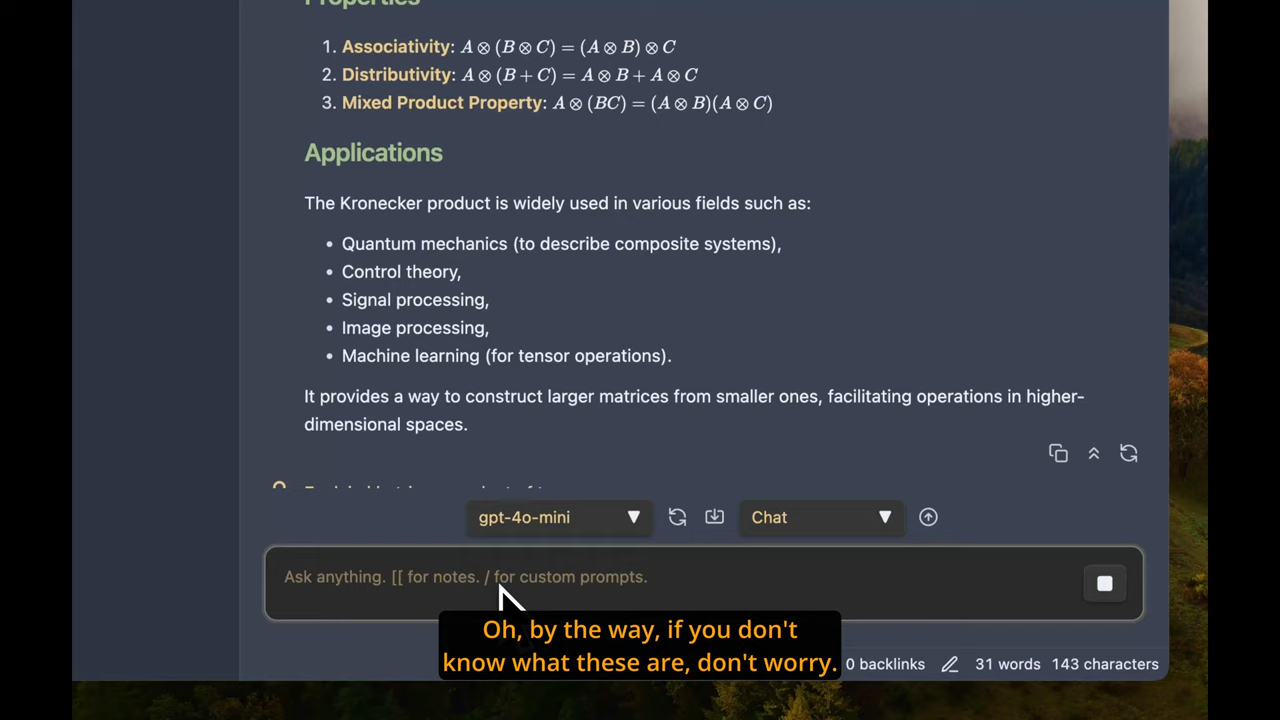 Properties
1. Associativity: A ⊗ (B ⊗ C) = (A ⊗ B) ⊗ C
2. Distributivity: A ⊗ (B + C) = A ⊗ B + A ⊗ C
3. Mixed Product Property: A ⊗ (BC) = (A ⊗ B)(A ⊗ C)
Applications
The Kronecker product is widely used in various fields such as:
• Quantum mechanics (to describe composite systems),
• Control theory,
• Signal processing,
• Image processing,
• Machine learning (for tensor operations).
It provides a way to construct larger matrices from smaller ones, facilitating operations in higher-
dimensional spaces.
gpt-4o-mini
Chat
Ask anything. [[ for notes. / for custom prompts.
Oh, by the way, if you don't
know what these are, don't worry.
0 backlinks 31 words 143 characters